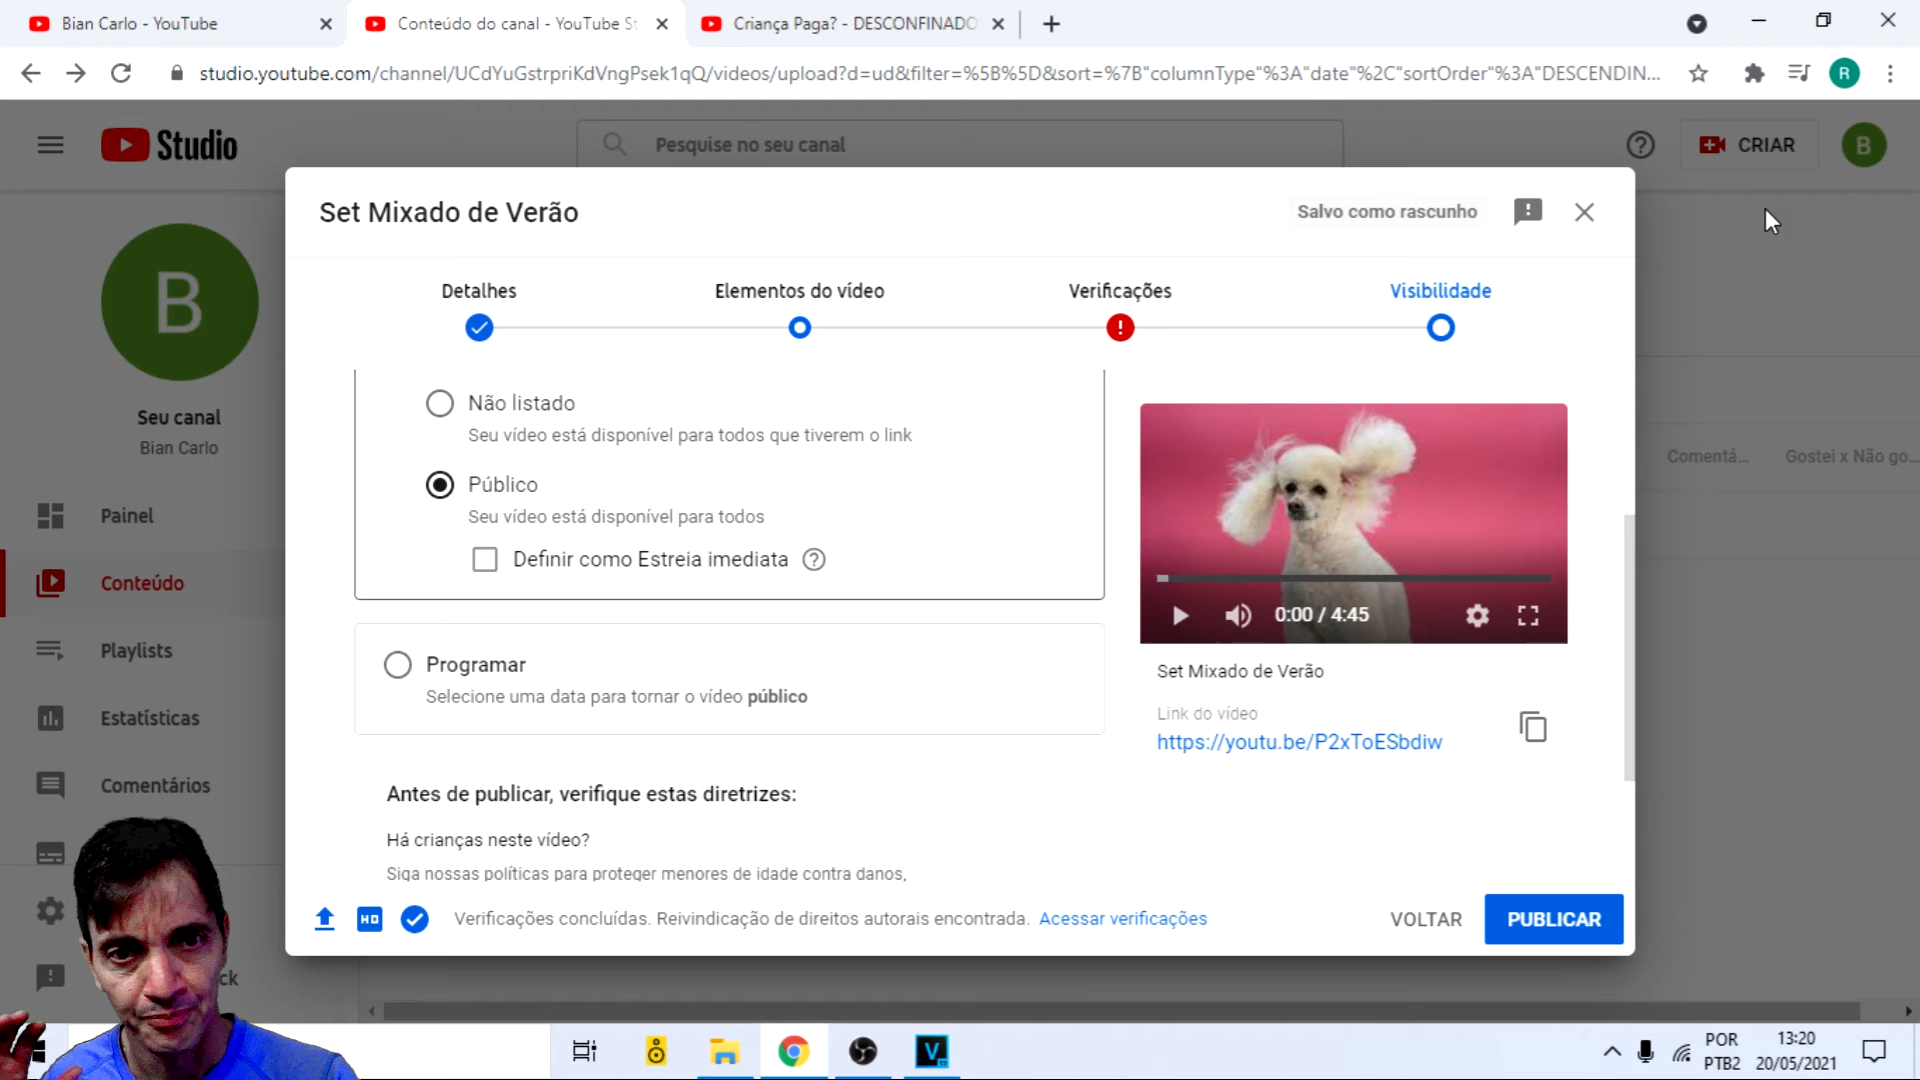 Bian Carlo - YouTube
Conteúdo do canal - YouTube St
Criança Paga? - DESCONFINADO
studio.youtube.com/channel/UCdYuGstrpriKdVngPsek1qQ/videos/upload?d=ud&filter=%5B%5D&sort=%7B"columnType"%3A"date"%2C"sortOrder"%3A"DESCENDIN...
R
Studio
Pesquise no seu canal
CRIAR
B
Set Mixado de Verão
Salvo como rascunho
Detalhes
Elementos do vídeo
Verificações
Visibilidade
B
Seu canal
Bian Carlo
Painel
Conteúdo
Playlists
Estatísticas
Comentários
ck
Não listado
Seu vídeo está disponível para todos que tiverem o link
Público
Seu vídeo está disponível para todos
Definir como Estreia imediata
Programar
Selecione uma data para tornar o vídeo público
Antes de publicar, verifique estas diretrizes:
Há crianças neste vídeo?
Siga nossas políticas para proteger menores de idade contra danos,
0:00 / 4:45
Set Mixado de Verão
Link do vídeo
https://youtu.be/P2xToESbdiw
Comentá...
Gostei x Não go...
HD
Verificações concluídas. Reivindicação de direitos autorais encontrada. Acessar verificações
VOLTAR
PUBLICAR
V
POR
PTB2
13:20
20/05/2021